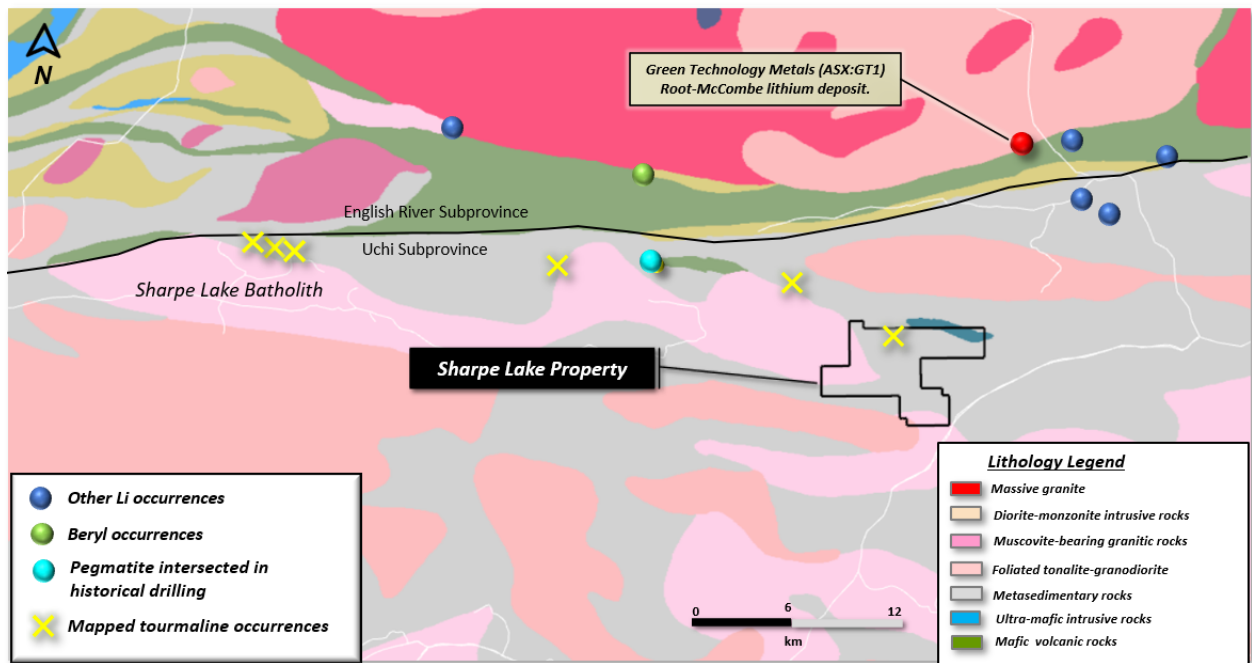 N
Green Technology Metals (ASX:GT1)
Root-McCombe lithium deposit.
English River Subprovince
Uchi Subprovince
Sharpe Lake Batholith
Sharpe Lake Property
Other Li occurrences
Beryl occurrences
Pegmatite intersected in
historical drilling
Mapped tourmaline occurrences
0 6 12
km
Lithology Legend
Massive granite
Diorite-monzonite intrusive rocks
Muscovite-bearing granitic rocks
Foliated tonalite-granodiorite
Metasedimentary rocks
Ultra-mafic intrusive rocks
Mafic volcanic rocks